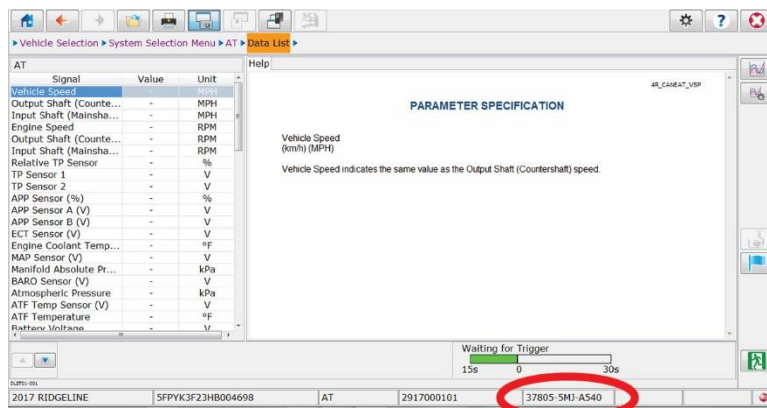 ?
Vehicle Selection System Selection Menu AT Data List
AT
Help
Signal Value Unit
Vehicle Speed - MPH
Output Shaft (Counte... - MPH
Input Shaft (Mainsha... - MPH
Engine Speed - RPM
Output Shaft (Counte... - RPM
Input Shaft (Mainsha... - RPM
Relative TP Sensor - %
TP Sensor 1 - V
TP Sensor 2 - V
APP Sensor (%) - %
APP Sensor A (V) - V
APP Sensor B (V) - V
ECT Sensor (V) - V
Engine Coolant Temp... - °F
MAP Sensor (V) - V
Manifold Absolute Pr... - kPa
BARO Sensor (V) - V
Atmospheric Pressure - kPa
ATF Temp Sensor (V) - V
ATF Temperature - °F
Battery Voltage - V
4R_CANEAT_VSP
PARAMETER SPECIFICATION
Vehicle Speed
(km/h) (MPH)
Vehicle Speed indicates the same value as the Output Shaft (Countershaft) speed.
Waiting for Trigger
15s 0 30s
DLST01-001
2017 RIDGELINE 5FPYK3F23HB004698 AT 2917000101 37805-5MJ-A540